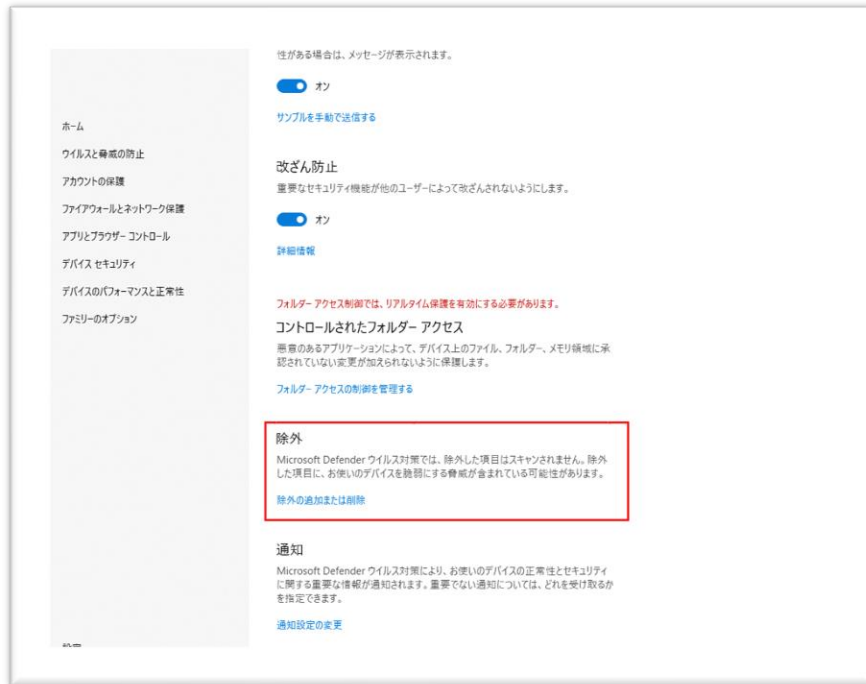 性がある場合は、メッセージが表示されます。
オン
サンプルを手動で送信する
ホーム
ウイルスと脅威の防止
アカウントの保護
ファイアウォールとネットワーク保護
アプリとブラウザー コントロール
デバイス セキュリティ
デバイスのパフォーマンスと正常性
ファミリーのオプション
改ざん防止
重要なセキュリティ機能が他のユーザーによって改ざんされないようにします。
オン
詳細情報
フォルダー アクセス制御では、リアルタイム保護を有効にする必要があります。
コントロールされたフォルダー アクセス
悪意のあるアプリケーションによって、デバイス上のファイル、フォルダー、メモリ領域に承
認されていない変更が加えられないように保護します。
フォルダー アクセスの制御を管理する
除外
Microsoft Defender ウイルス対策では、除外した項目はスキャンされません。除外
した項目に、お使いのデバイスを脆弱にする脅威が含まれている可能性があります。
除外の追加または削除
通知
Microsoft Defender ウイルス対策により、お使いのデバイスの正常性とセキュリティ
に関する重要な情報が通知されます。重要でない通知については、どれを受け取るか
を指定できます。
通知設定の変更